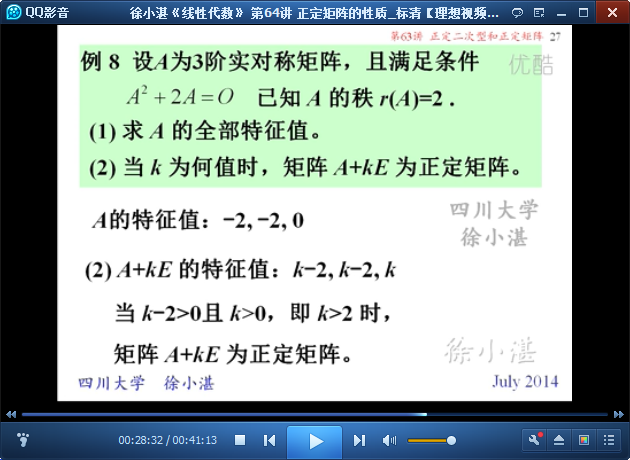 QQ影音
徐小湛《线性代数》 第64讲 正定矩阵的性质_标清【理想视频...
第63讲 正定二次型和正定矩阵 27
优酷
例 8 设A为3阶实对称矩阵，且满足条件
A² + 2A = O 已知 A 的秩 r(A)=2 .
(1) 求 A 的全部特征值。
(2) 当 k 为何值时，矩阵 A+kE 为正定矩阵。
A的特征值：−2, −2, 0
四川大学
徐小湛
(2) A+kE 的特征值：k−2, k−2, k
当 k−2>0且 k>0，即 k>2 时，
矩阵 A+kE 为正定矩阵。
徐小湛
四川大学 徐小湛
July 2014
00:28:32 / 00:41:13